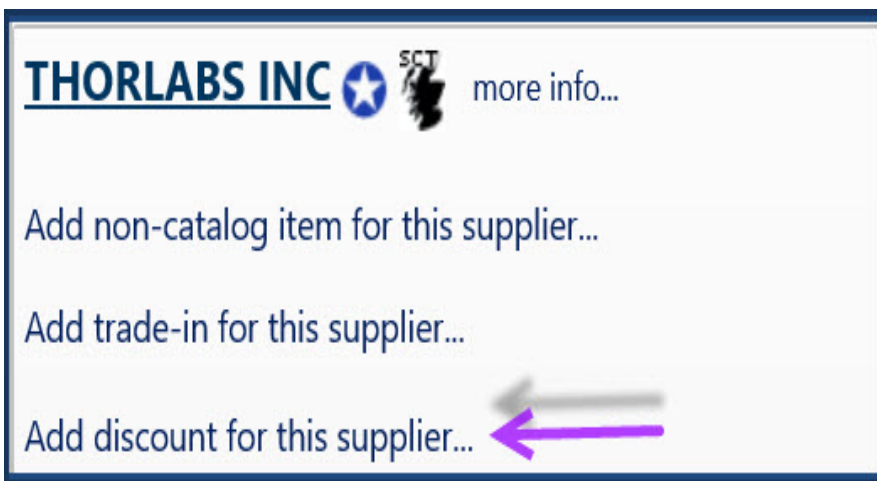 THORLABS INC SCT more info...
Add non-catalog item for this supplier...
Add trade-in for this supplier...
Add discount for this supplier...